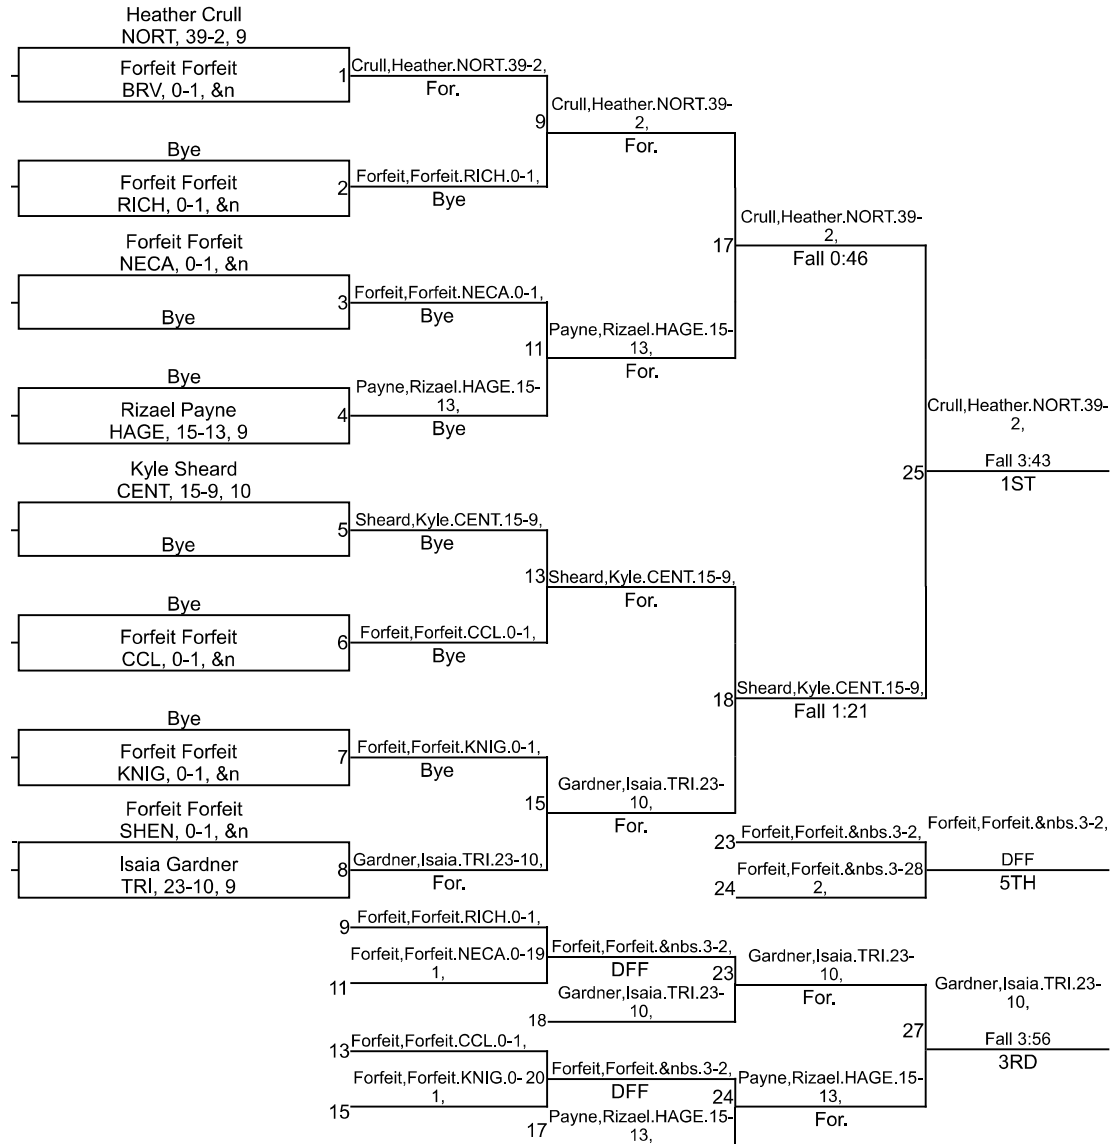 Heather Crull
NORT, 39-2, 9
Forfeit Forfeit
BRV, 0-1, &n
1
Crull,Heather.NORT.39-2,
For.
9
Crull,Heather.NORT.39-
2,
For.
Bye
Forfeit Forfeit
RICH, 0-1, &n
2
Forfeit,Forfeit.RICH.0-1,
Bye
17
Crull,Heather.NORT.39-
2,
Fall 0:46
Forfeit Forfeit
NECA, 0-1, &n
Bye
3
Forfeit,Forfeit.NECA.0-1,
Bye
11
Payne,Rizael.HAGE.15-
13,
For.
Bye
Rizael Payne
HAGE, 15-13, 9
4
Payne,Rizael.HAGE.15-
13,
Bye
25
Crull,Heather.NORT.39-
2,
Fall 3:43
1ST
Kyle Sheard
CENT, 15-9, 10
Bye
5
Sheard,Kyle.CENT.15-9,
Bye
13
Sheard,Kyle.CENT.15-9,
For.
Bye
Forfeit Forfeit
CCL, 0-1, &n
6
Forfeit,Forfeit.CCL.0-1,
Bye
18
Sheard,Kyle.CENT.15-9,
Fall 1:21
Bye
Forfeit Forfeit
KNIG, 0-1, &n
7
Forfeit,Forfeit.KNIG.0-1,
Bye
15
Gardner,Isaia.TRI.23-
10,
For.
Forfeit Forfeit
SHEN, 0-1, &n
Isaia Gardner
TRI, 23-10, 9
8
Gardner,Isaia.TRI.23-10,
For.
23
Forfeit,Forfeit.&nbs.3-2,
24
Forfeit,Forfeit.&nbs.3-28
2,
Forfeit,Forfeit.&nbs.3-2,
DFF
5TH
9
Forfeit,Forfeit.RICH.0-1,
11
Forfeit,Forfeit.NECA.0-19
1,
Forfeit,Forfeit.&nbs.3-2,
DFF
18
Gardner,Isaia.TRI.23-
10,
23
Gardner,Isaia.TRI.23-
10,
For.
27
Gardner,Isaia.TRI.23-
10,
Fall 3:56
3RD
13
Forfeit,Forfeit.CCL.0-1,
15
Forfeit,Forfeit.KNIG.0- 20
1,
Forfeit,Forfeit.&nbs.3-2,
DFF
17
Payne,Rizael.HAGE.15-
13,
24
Payne,Rizael.HAGE.15-
13,
For.